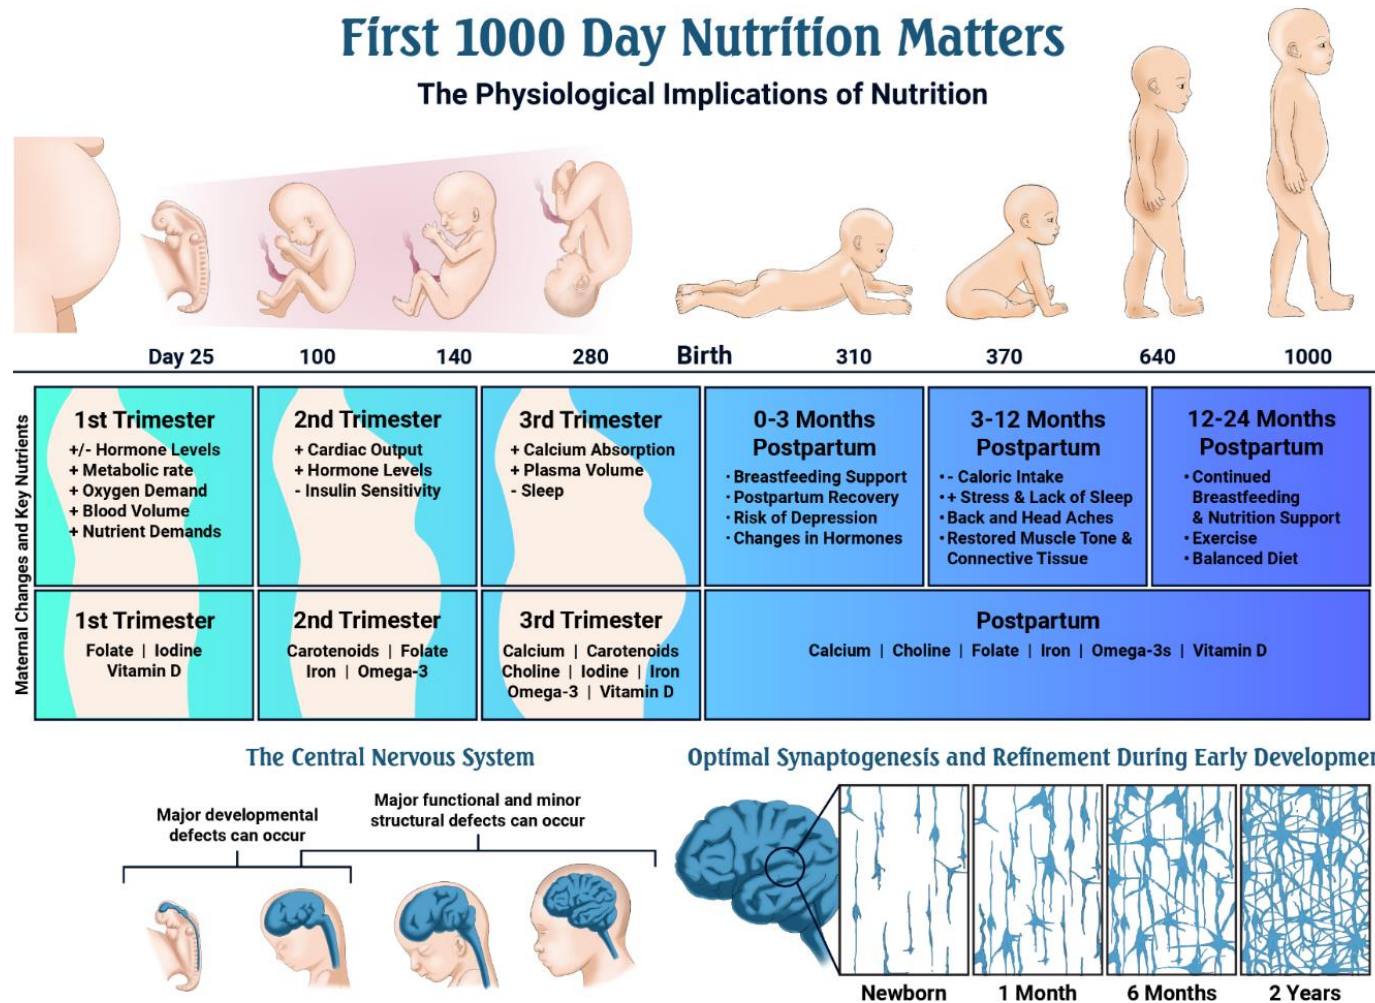 First 1000 Day Nutrition Matters
The Physiological Implications of Nutrition
Day 25 100 140 280 Birth 310 370 640 1000
Maternal Changes and Key Nutrients
1st Trimester
+/- Hormone Levels
+ Metabolic rate
+ Oxygen Demand
+ Blood Volume
+ Nutrient Demands
2nd Trimester
+ Cardiac Output
+ Hormone Levels
- Insulin Sensitivity
3rd Trimester
+ Calcium Absorption
+ Plasma Volume
- Sleep
0-3 Months
Postpartum
• Breastfeeding Support
• Postpartum Recovery
• Risk of Depression
• Changes in Hormones
3-12 Months
Postpartum
• - Caloric Intake
• + Stress & Lack of Sleep
• Back and Head Aches
• Restored Muscle Tone &
Connective Tissue
12-24 Months
Postpartum
• Continued
Breastfeeding
& Nutrition Support
• Exercise
• Balanced Diet
1st Trimester
Folate | Iodine
Vitamin D
2nd Trimester
Carotenoids | Folate
Iron | Omega-3
3rd Trimester
Calcium | Carotenoids
Choline | Iodine | Iron
Omega-3 | Vitamin D
Postpartum
Calcium | Choline | Folate | Iron | Omega-3s | Vitamin D
The Central Nervous System
Major developmental
defects can occur
Major functional and minor
structural defects can occur
Optimal Synaptogenesis and Refinement During Early Developmen
Newborn 1 Month 6 Months 2 Years